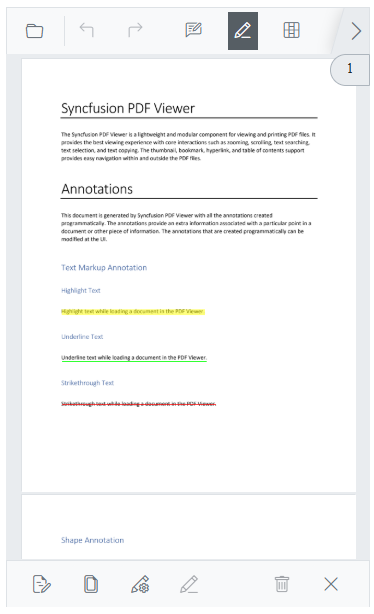 1
Syncfusion PDF Viewer
The Syncfusion PDF Viewer is a lightweight and modular component for viewing and printing PDF files. It
provides the best viewing experience with core interactions such as zooming, scrolling, text searching,
text selection, and text copying. The thumbnail, bookmark, hyperlink, and table of contents support
provides easy navigation within and outside the PDF files.
Annotations
This document is generated by Syncfusion PDF Viewer with all the annotations created
programmatically. The annotations provide an extra information associated with a particular point in a
document or other piece of information. The annotations that are created programmatically can be
modified at the UI.
Text Markup Annotation
Highlight Text
Highlight text while loading a document in the PDF Viewer.
Underline Text
Underline text while loading a document in the PDF Viewer.
Strikethrough Text
Strikethrough text while loading a document in the PDF Viewer.
Shape Annotation